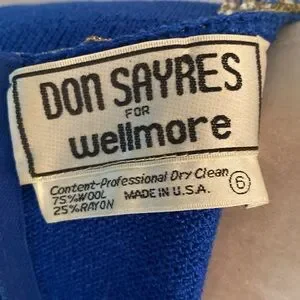 DON SAYRES
FOR
wellmore
Content-Professional Dry Clean
75%WOOL MADE IN U.S.A. 6
25%RAYON